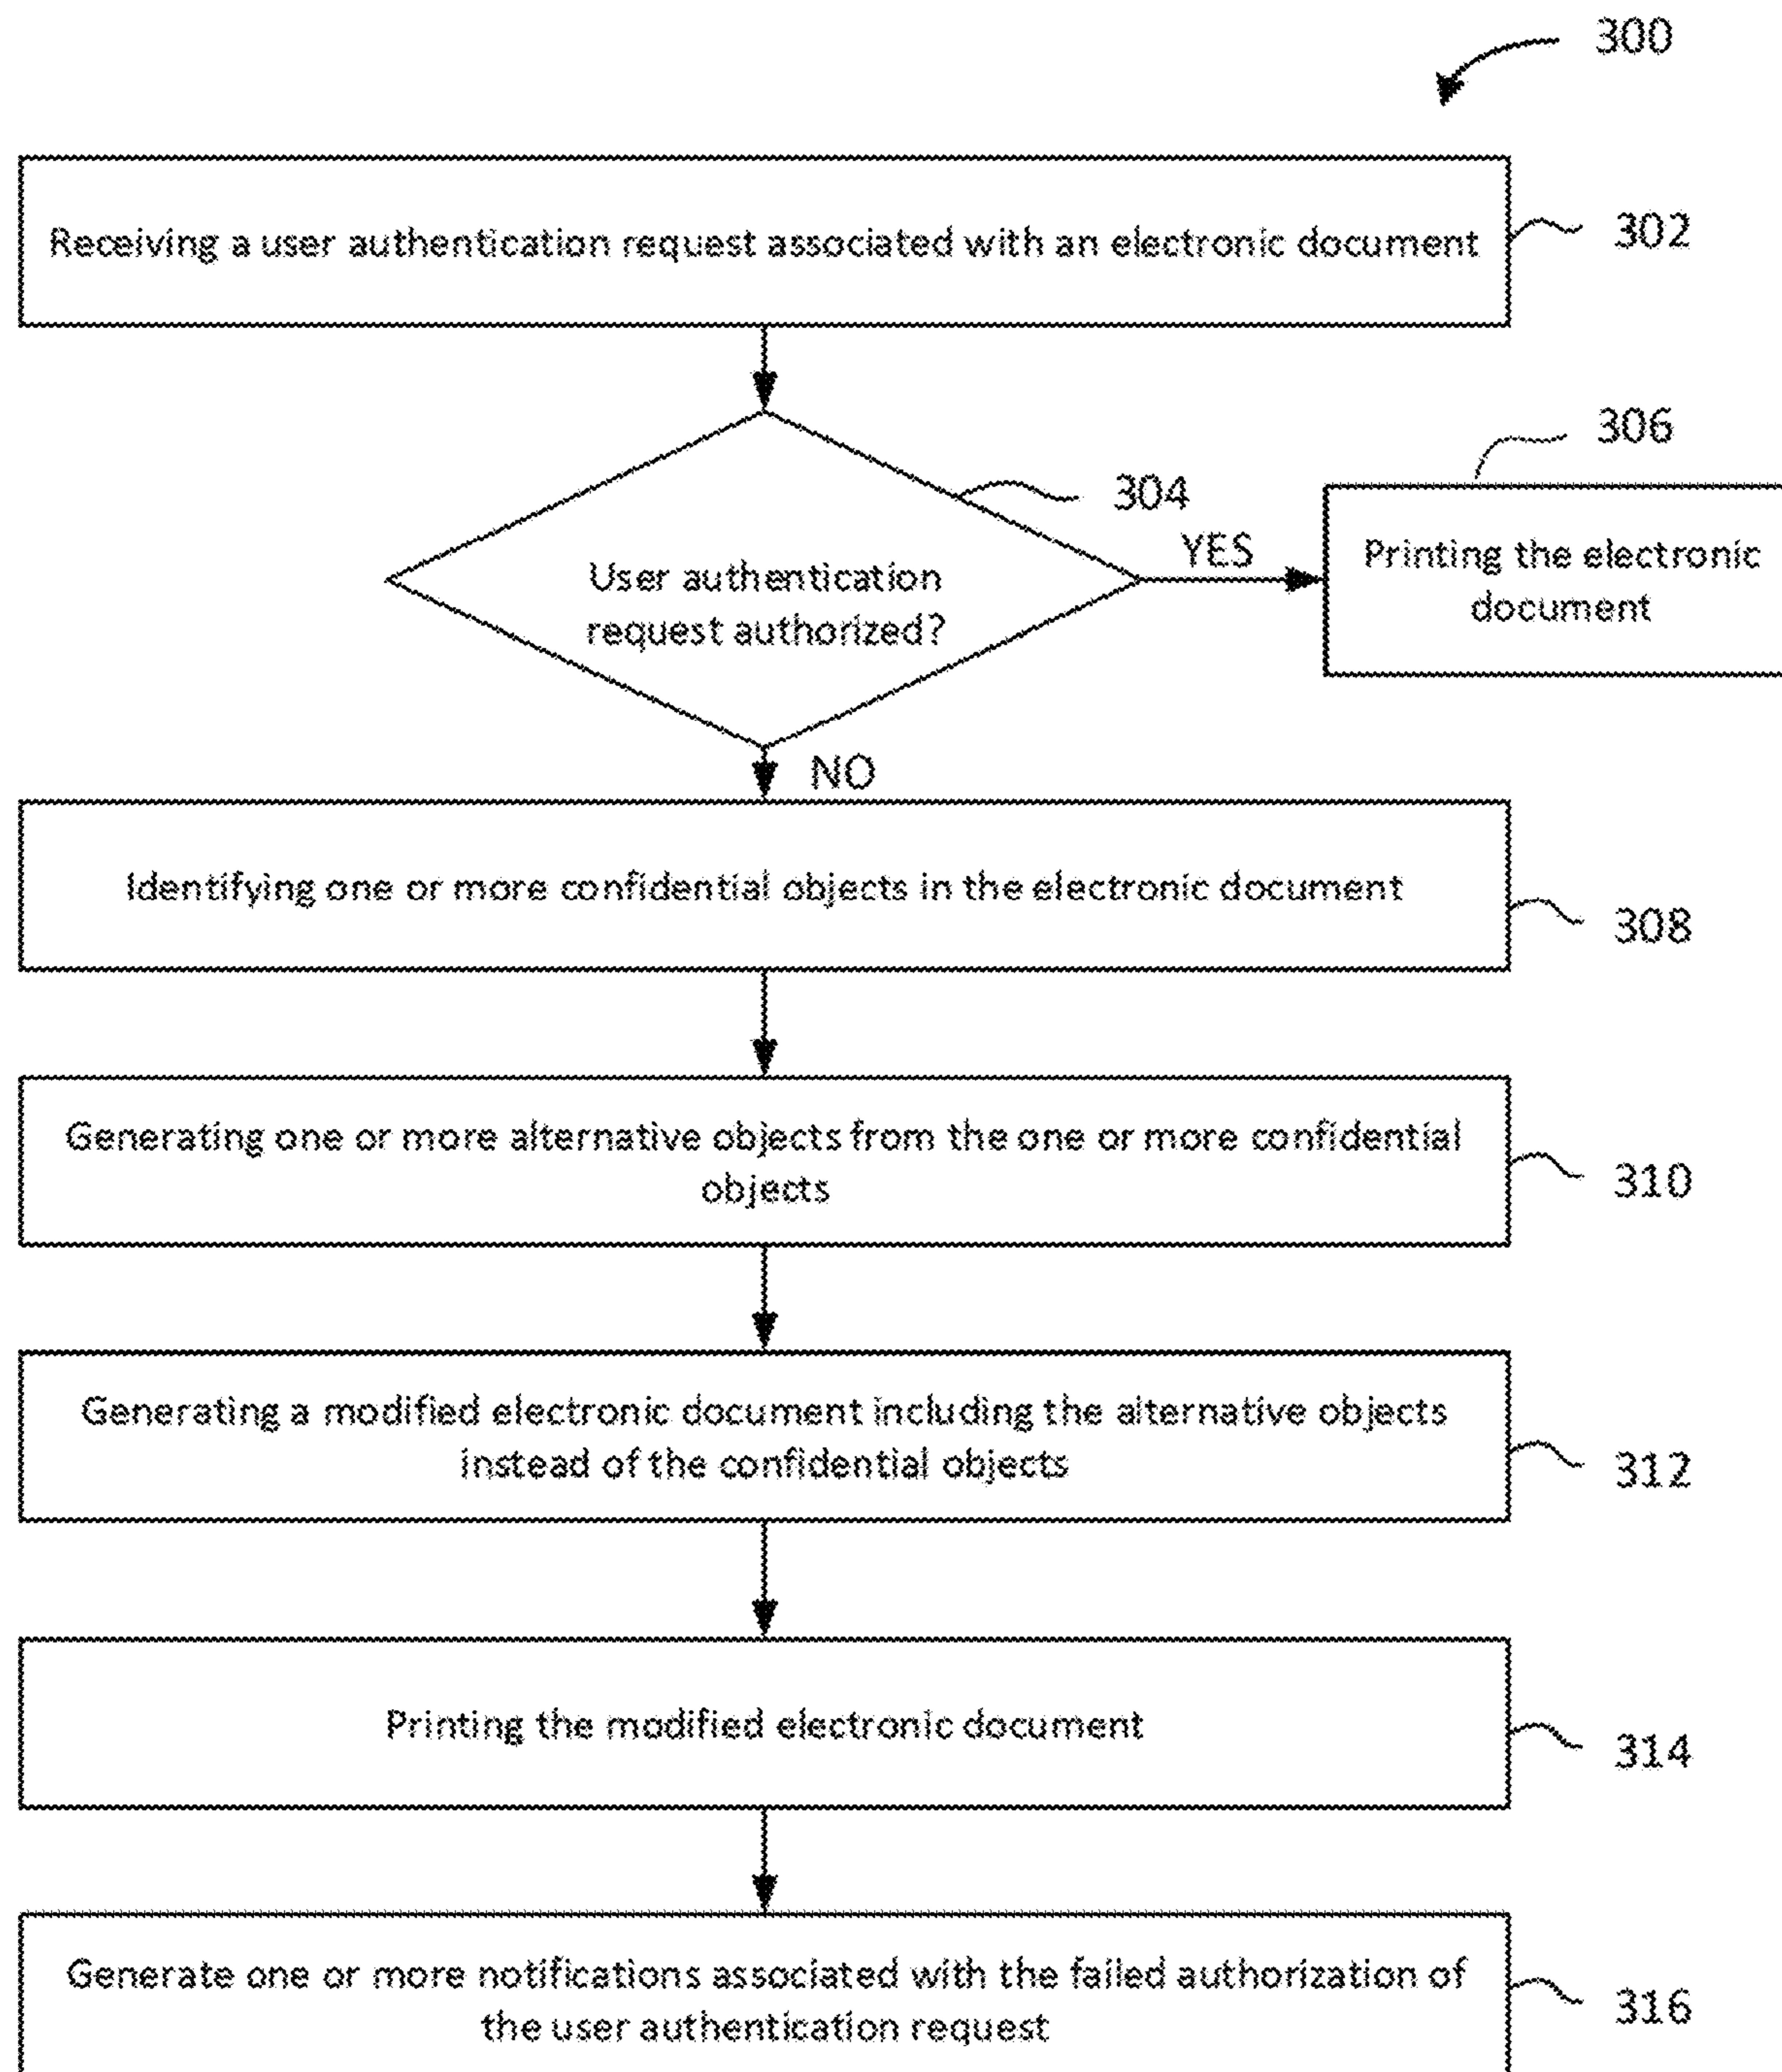 300
Receiving a user authentication request associated with an electronic document
302
304
306
User authentication
request authorized?
YES
Printing the electronic
document
NO
Identifying one or more confidential objects in the electronic document
308
Generating one or more alternative objects from the one or more confidential
objects
310
Generating a modified electronic document including the alternative objects
instead of the confidential objects
312
Printing the modified electronic document
314
Generate one or more notifications associated with the failed authorization of
the user authentication request
316